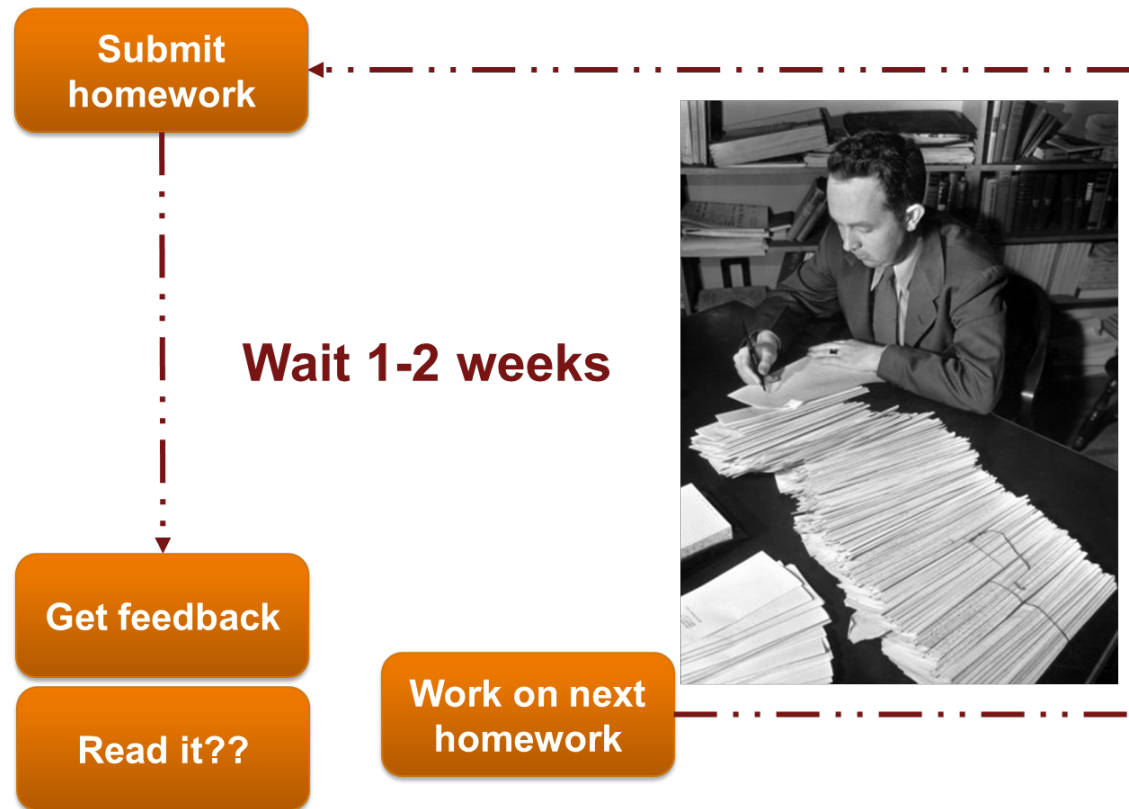 Submit
homework
Wait 1-2 weeks
Get feedback
Read it??
Work on next
homework